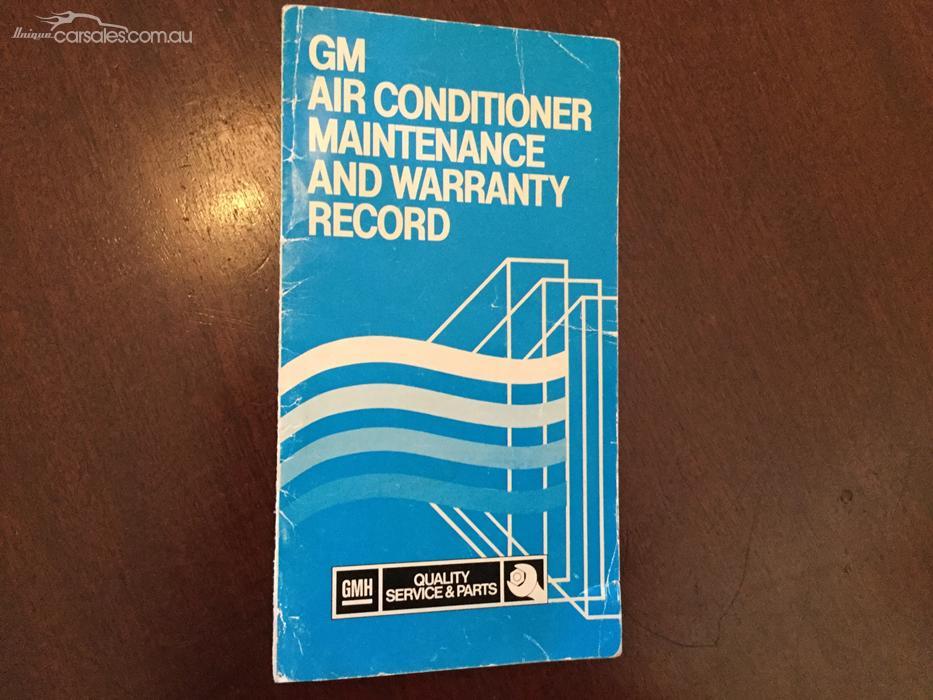 Unique carsales.com.au
GM
AIR CONDITIONER
MAINTENANCE
AND WARRANTY
RECORD
GMH
QUALITY
SERVICE & PARTS